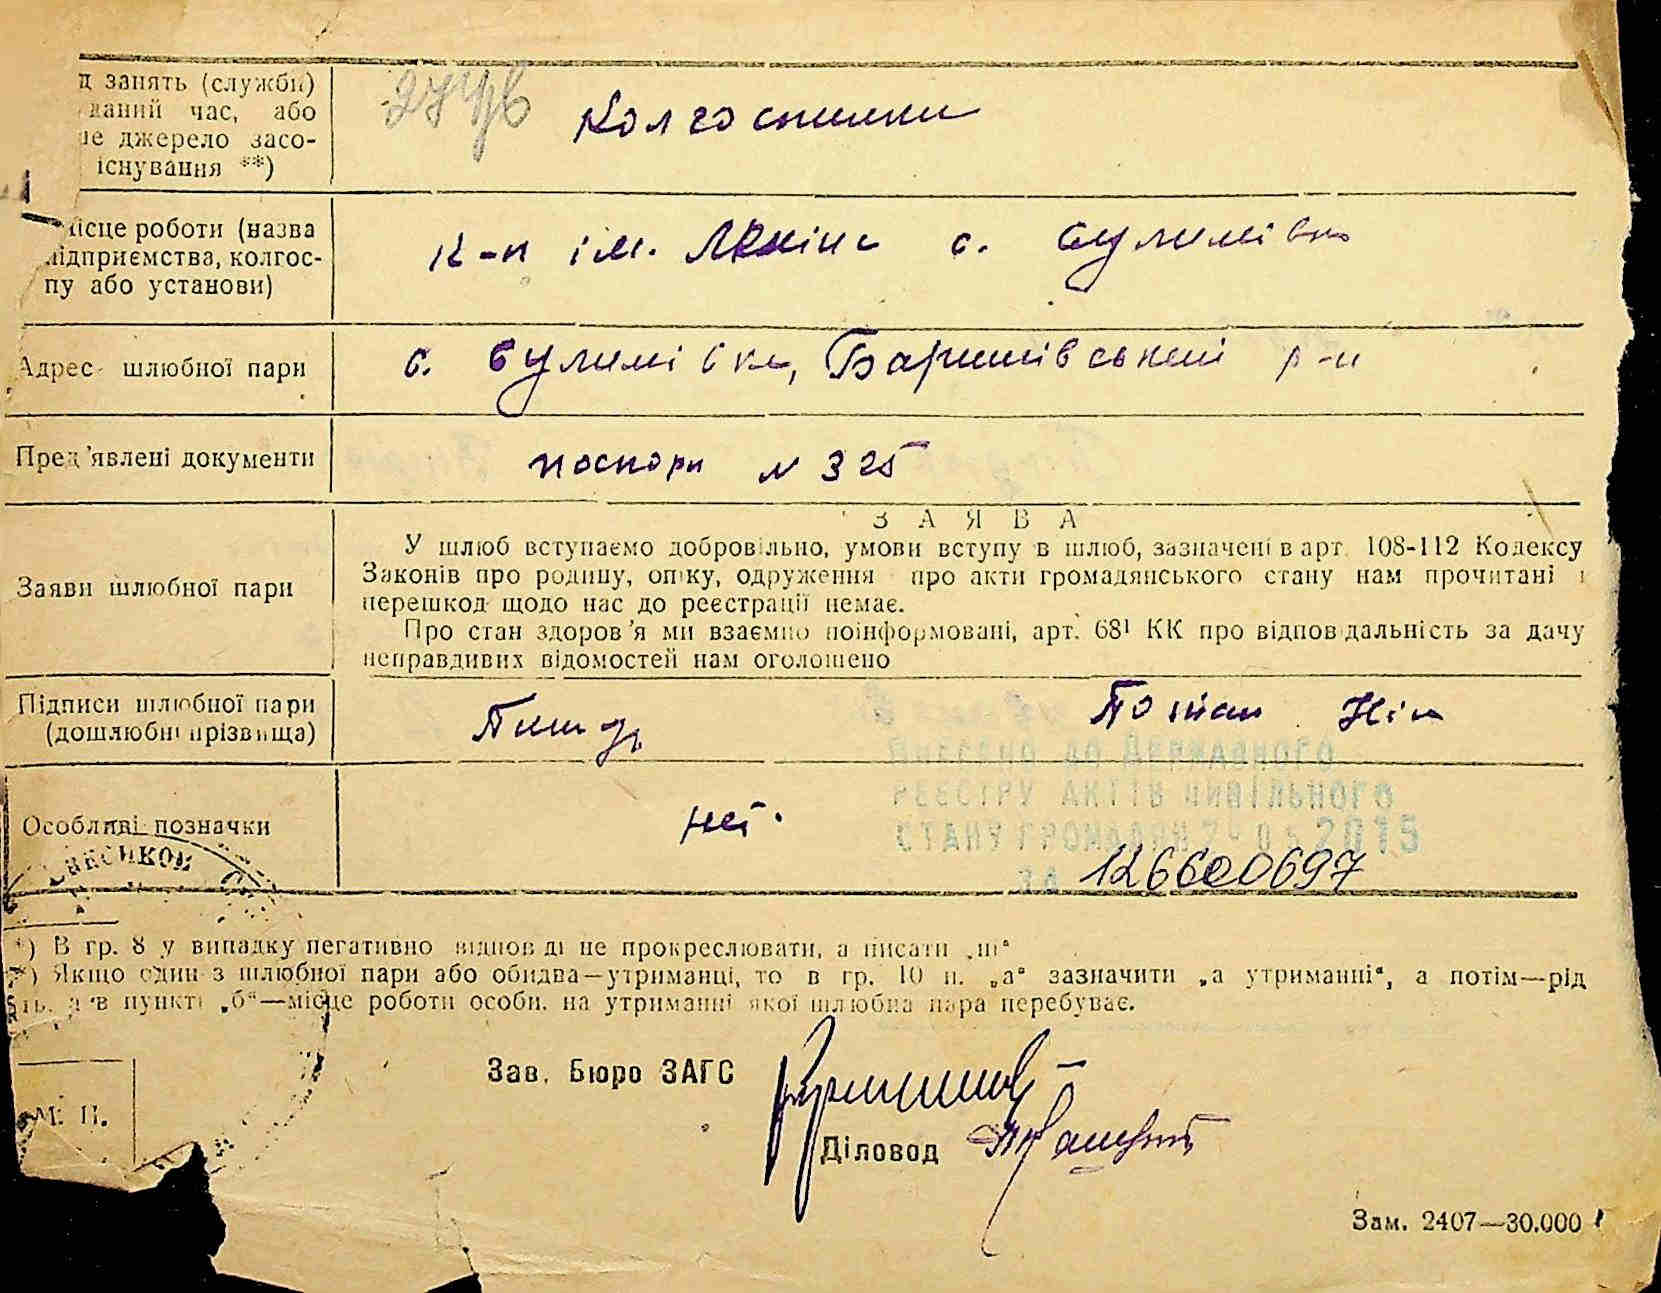 д занять (служби)
даний час, або
не джерело засо-
існування **)
Колгоспники
місце роботи (назва
підприємства, колгос-
пу або установи)
к-п ім. Леніна с. Сулимівка
Адрес шлюбної пари
с. Сулимівка, Баришівський р-н
Пред'явлені документи
паспорт № 325
ЗАЯВА
Заяви шлюбної пари
У шлюб вступаємо добровільно, умови вступу в шлюб, зазначені в арт. 108-112 Кодексу
Законів про родину, опіку, одруження про акти громадянського стану нам прочитані і
перешкод щодо нас до реєстрації немає.
Про стан здоров'я ми взаємно поінформовані, арт. 68¹ КК про відповідальність за дачу
неправдивих відомостей нам оголошено
Підписи шлюбної пари
(дошлюбні прізвища)
Особливі позначки
неї.
Внесено до Державного
реєстру актів цивільного
стану громадян 2015
за 126600697
*) В гр. 8 у випадку негативної відповіді не прокреслювати, а писати „ні"
**) Якщо один з шлюбної пари або обидва—утриманці, то в гр. 10 п. „а" зазначити „а утриманні", а потім—рід
в пункті „б"—місце роботи особи, на утриманні якої шлюбна пара перебуває.
Зав. Бюро ЗАГС
М. П.
Діловод
Зам. 2407—30.000